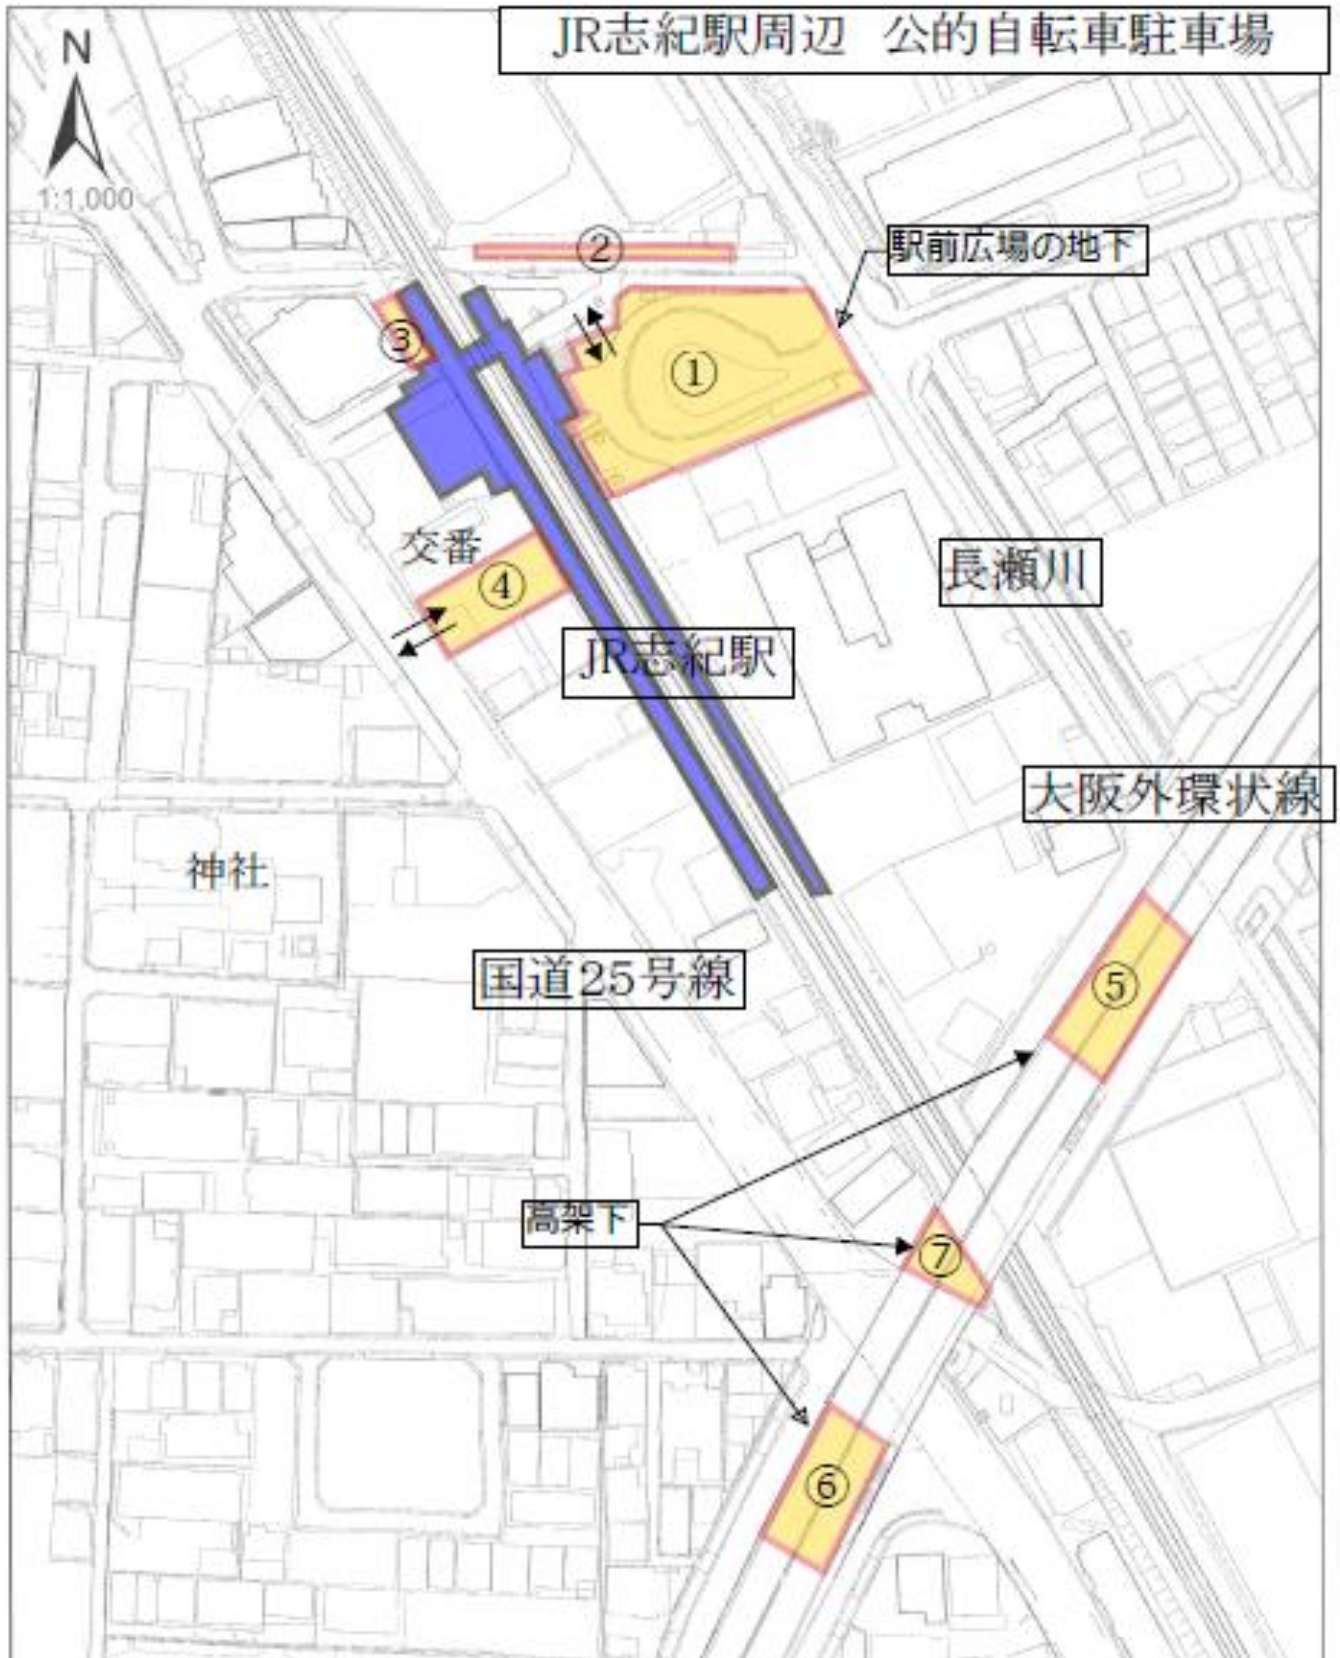 JR志紀駅周辺 公的自転車駐車場
N
1:1,000
②
駅前広場の地下
③
①
交番
④
長瀬川
JR志紀駅
大阪外環状線
神社
国道25号線
⑤
高架下
⑦
⑥